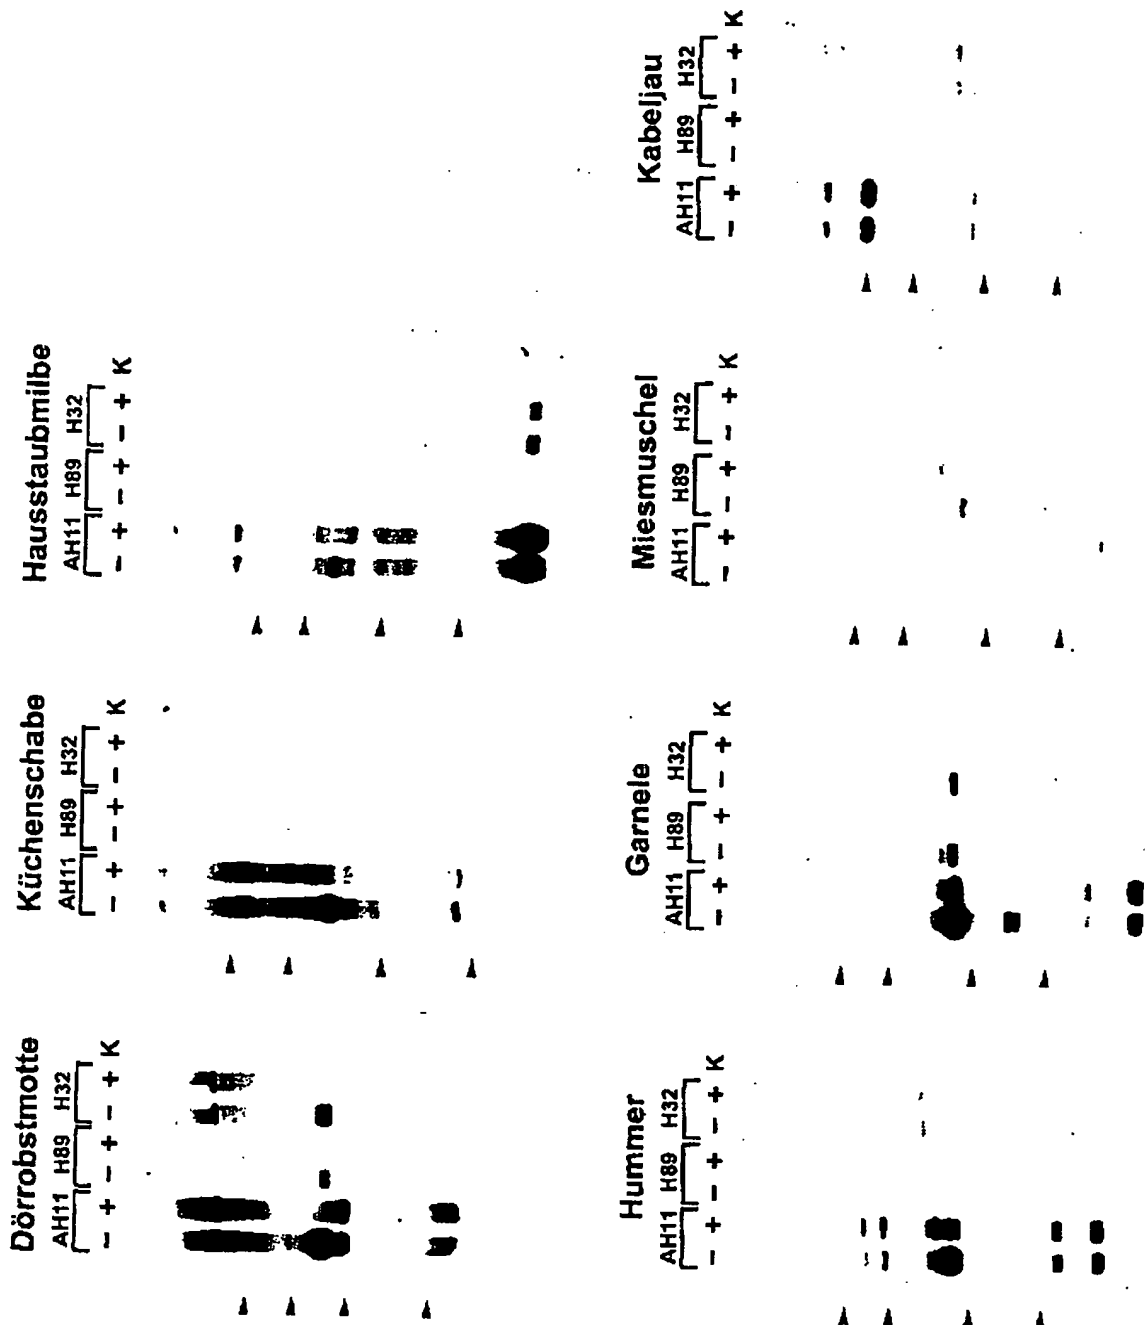 Dörrobstmotte
AH11 H89 H32
− + − + − + K
Küchenschabe
AH11 H89 H32
− + − + − + K
Hausstaubmilbe
AH11 H89 H32
− + − + − + K
Hummer
AH11 H89 H32
− + − + − + K
Garnele
AH11 H89 H32
− + − + − + K
Miesmuschel
AH11 H89 H32
− + − + − + K
Kabeljau
AH11 H89 H32
− + − + − + K